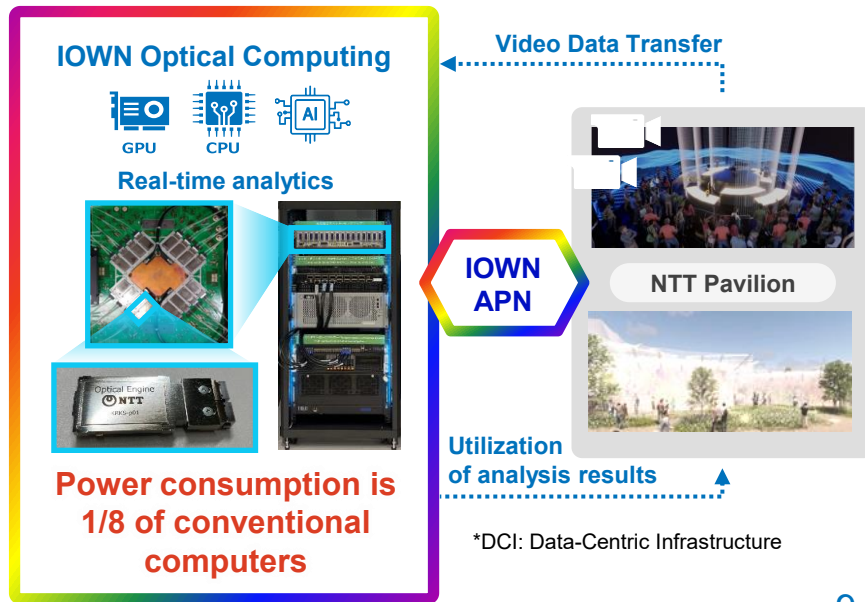 IOWN Optical Computing
GPU
CPU
AI
Real-time analytics
Optical Engine
NTT
Power consumption is
1/8 of conventional
computers
Video Data Transfer
IOWN
APN
NTT Pavilion
Utilization
of analysis results
*DCI: Data-Centric Infrastructure